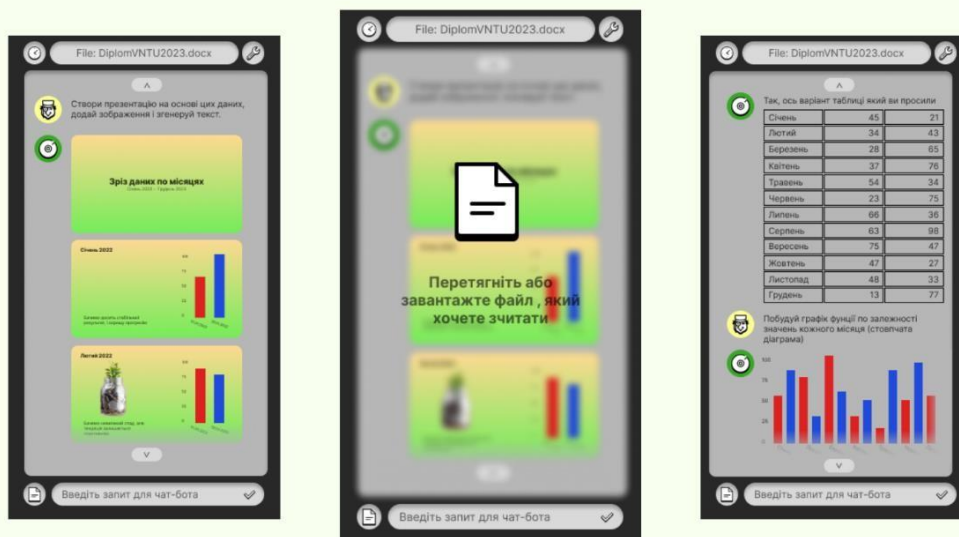 File: DiplomVNTU2023.docx
Створи презентацію на основі цих даних,
додай зображення і згенеруй текст.
Зріз даних по місяцях
Січень 2022
Лютий 2022
Введіть запит для чат-бота
File: DiplomVNTU2023.docx
Перетягніть або
завантажте файл , який
хочете зчитати
Введіть запит для чат-бота
File: DiplomVNTU2023.docx
Так, ось варіант таблиці який ви просили
Січень 45 21
Лютий 34 43
Березень 28 65
Квітень 37 76
Травень 54 34
Червень 23 75
Липень 66 36
Серпень 63 98
Вересень 75 47
Жовтень 47 27
Листопад 48 33
Грудень 13 77
Побудуй графік фунції по залежності
значень кожного місяця (стовпчата
діаграма)
100
75
50
25
0
Введіть запит для чат-бота